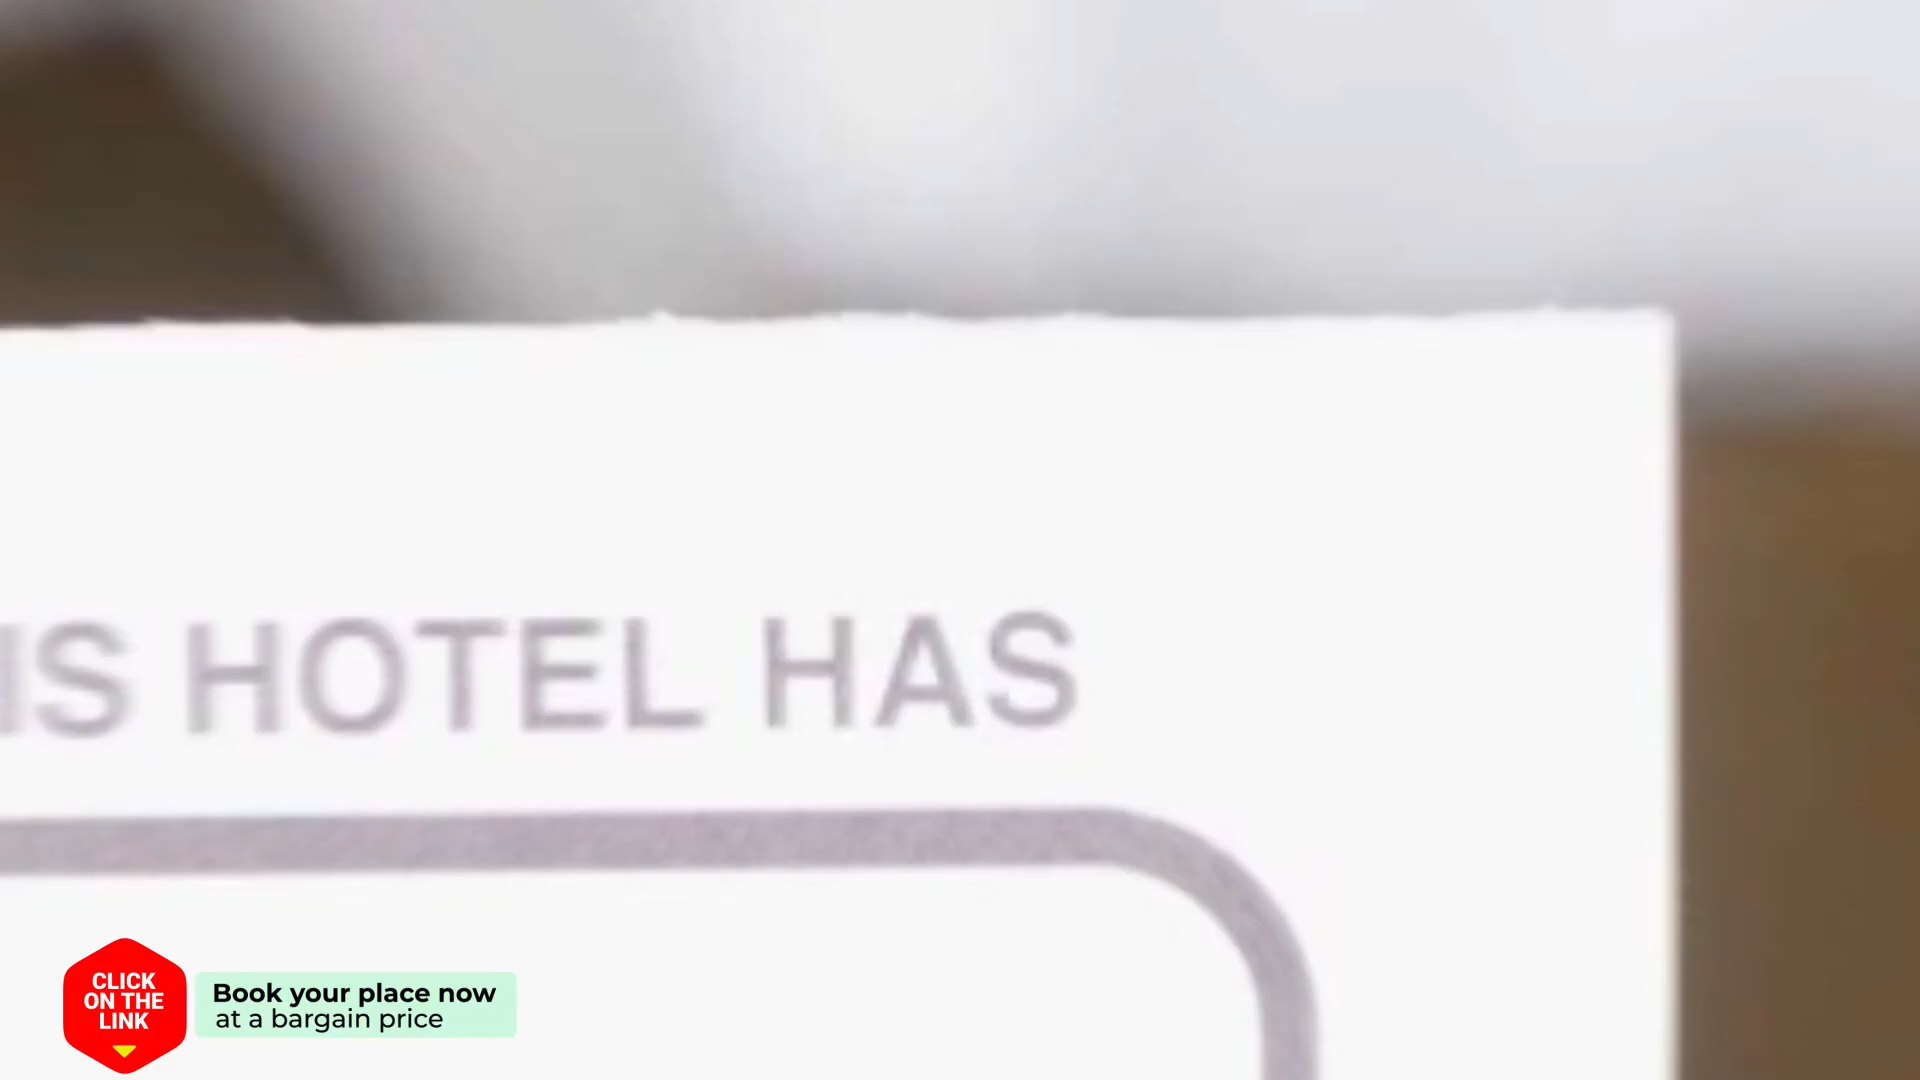 IS HOTEL HAS
CLICK
ON THE
LINK
Book your place now
at a bargain price